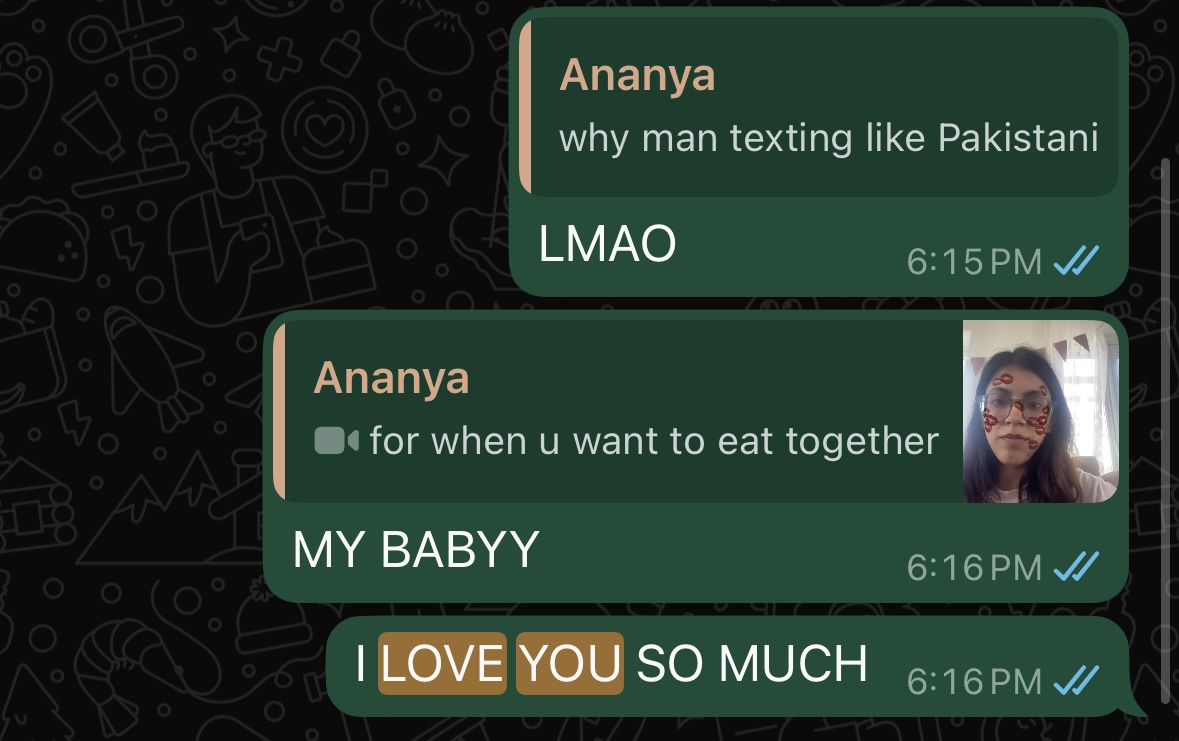 Ananya
why man texting like Pakistani
LMAO
6:15 PM
Ananya
for when u want to eat together
MY BABYY
6:16 PM
I LOVE YOU SO MUCH
6:16 PM